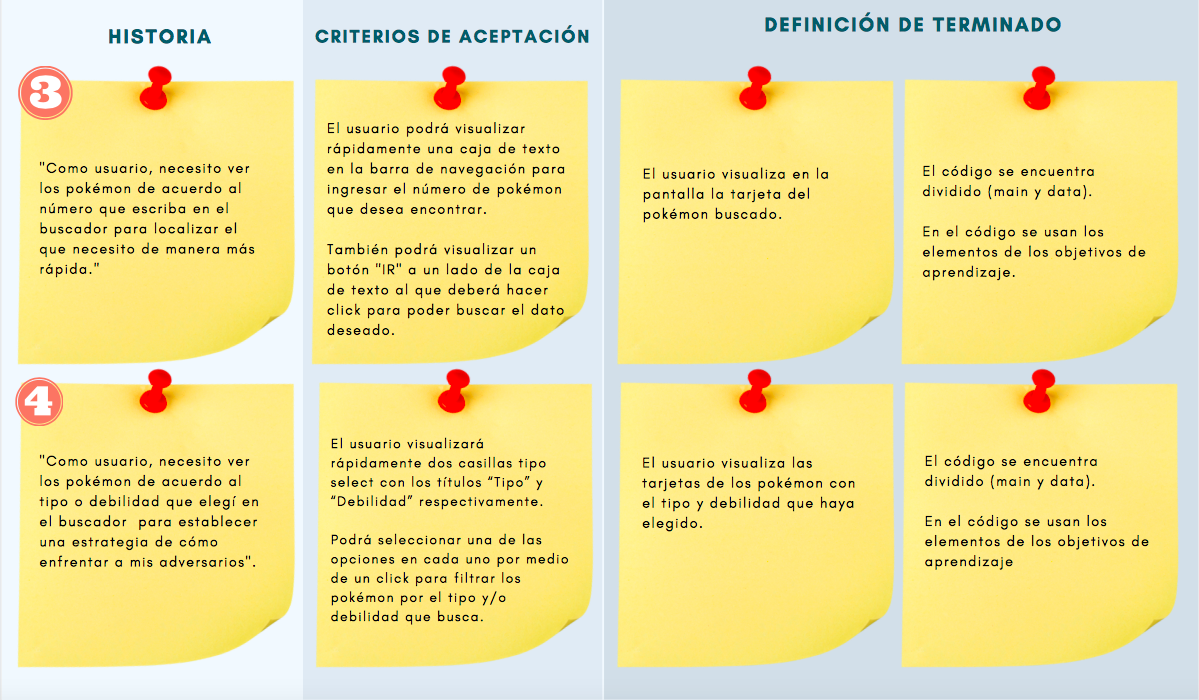 HISTORIA
CRITERIOS DE ACEPTACIÓN
DEFINICIÓN DE TERMINADO
3
"Como usuario, necesito ver
los pokémon de acuerdo al
número que escriba en el
buscador para localizar el
que necesito de manera más
rápida."
El usuario podrá visualizar
rápidamente una caja de texto
en la barra de navegación para
ingresar el número de pokémon
que desea encontrar.
También podrá visualizar un
botón "IR" a un lado de la caja
de texto al que deberá hacer
click para poder buscar el dato
deseado.
El usuario visualiza en la
pantalla la tarjeta del
pokémon buscado.
El código se encuentra
dividido (main y data).
En el código se usan los
elementos de los objetivos de
aprendizaje.
4
"Como usuario, necesito ver
los pokémon de acuerdo al
tipo o debilidad que elegí en
el buscador para establecer
una estrategia de cómo
enfrentar a mis adversarios".
El usuario visualizará
rápidamente dos casillas tipo
select con los títulos “Tipo” y
“Debilidad” respectivamente.
Podrá seleccionar una de las
opciones en cada uno por medio
de un click para filtrar los
pokémon por el tipo y/o
debilidad que busca.
El usuario visualiza las
tarjetas de los pokémon con
el tipo y debilidad que haya
elegido.
El código se encuentra
dividido (main y data).
En el código se usan los
elementos de los objetivos de
aprendizaje